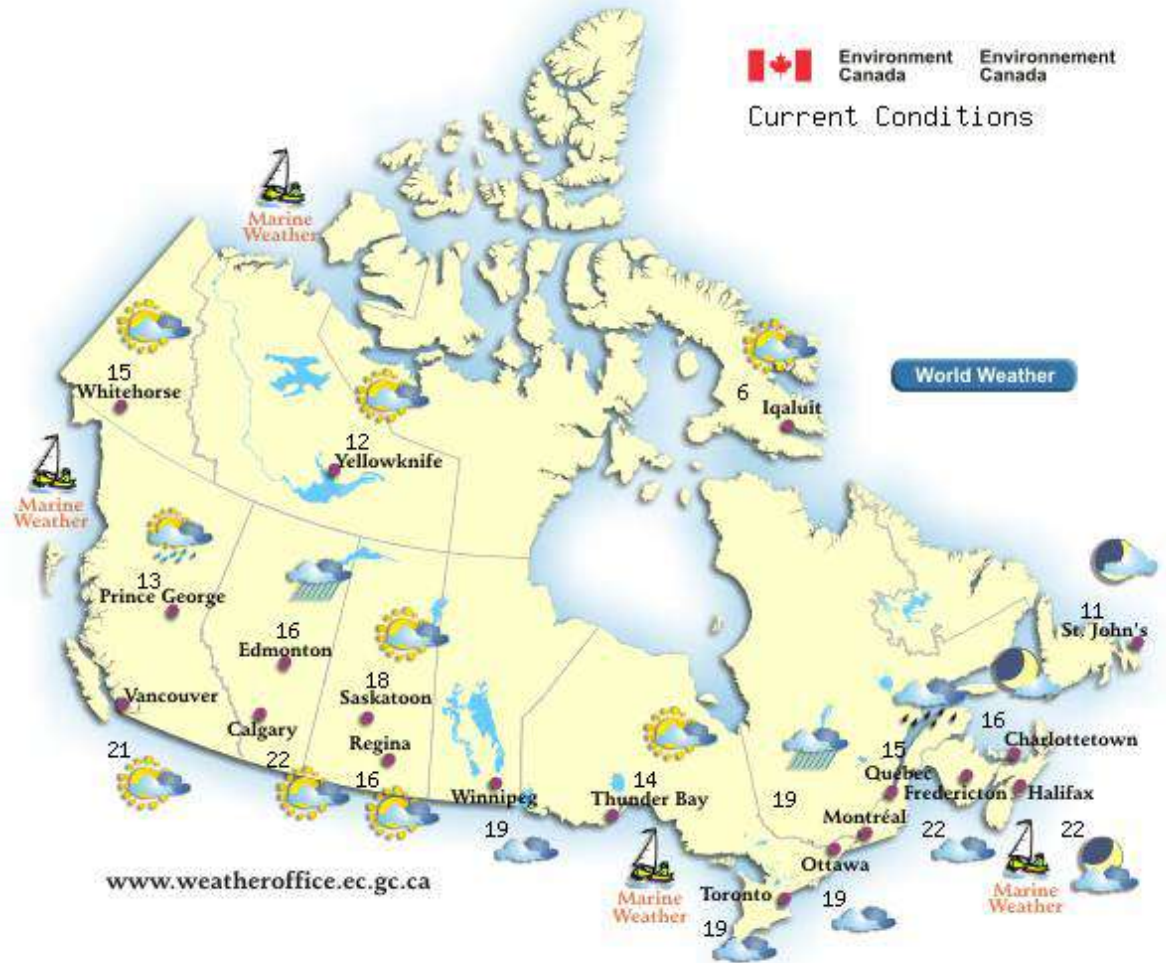 Environment Environnement
Canada Canada
Current Conditions
Marine
Weather
15
Whitehorse
6
Iqaluit
World Weather
12
Yellowknife
Marine
Weather
13
Prince George
16
Edmonton
11
St. John's
18
Saskatoon
Vancouver
Calgary
Regina
16
Charlottetown
21
22
16
Winnipeg
14
Thunder Bay
15
Québec
Fredericton
Halifax
19
Montréal
19
22
22
Ottawa
www.weatheroffice.ec.gc.ca
Marine
Weather
Toronto
19
Marine
Weather
19